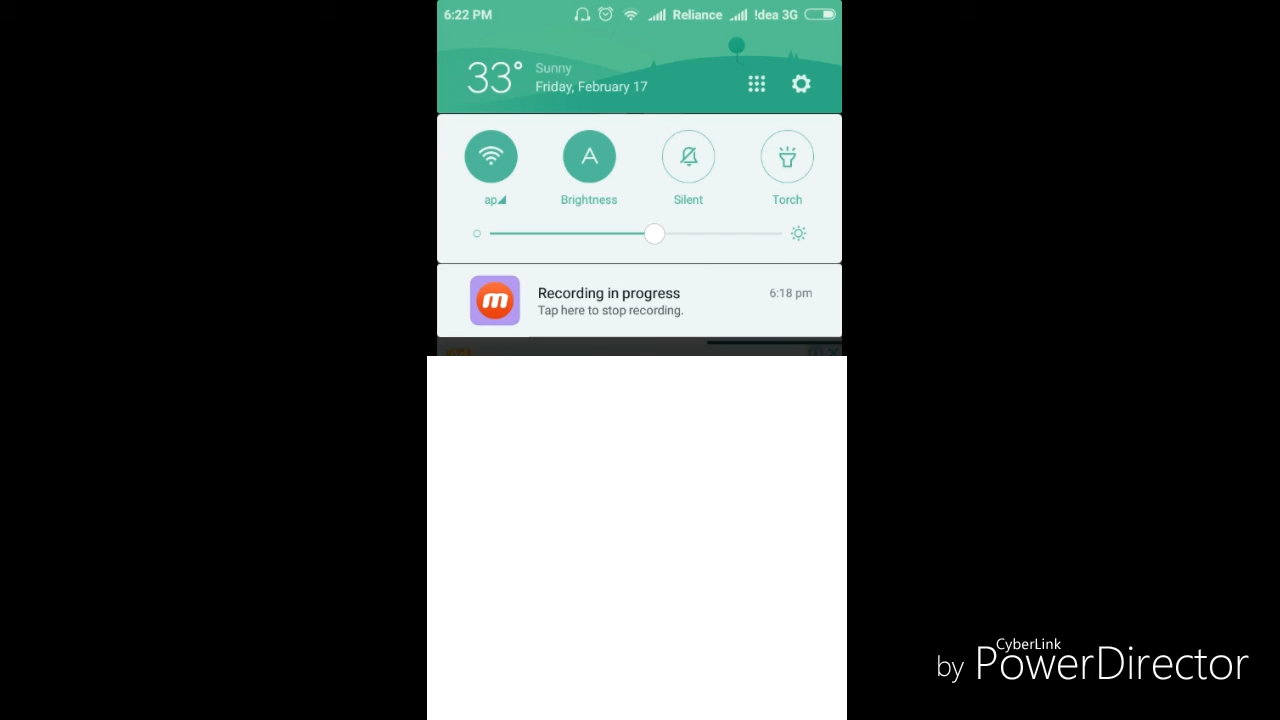 6:22 PM Reliance !dea 3G
33° Sunny
Friday, February 17
A
ap Brightness Silent Torch
m Recording in progress 6:18 pm
Tap here to stop recording.
CyberLink
by PowerDirector